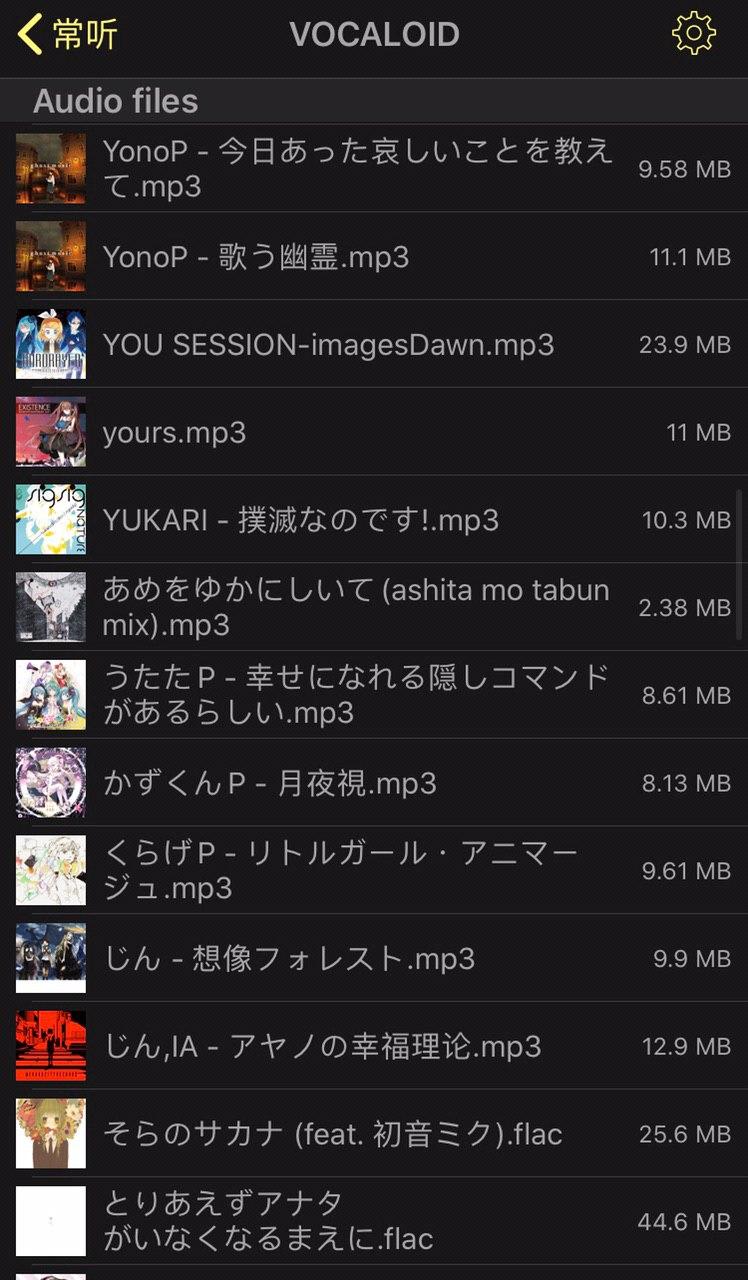 常听
VOCALOID
Audio files
YonoP - 今日あった哀しいことを教え
て.mp3
9.58 MB
YonoP - 歌う幽霊.mp3
11.1 MB
YOU SESSION-imagesDawn.mp3
23.9 MB
EXISTENCE
yours.mp3
11 MB
YUKARI - 撲滅なのです!.mp3
10.3 MB
あめをゆかにしいて (ashita mo tabun
mix).mp3
2.38 MB
うたたP - 幸せになれる隠しコマンド
があるらしい.mp3
8.61 MB
かずくんP - 月夜視.mp3
8.13 MB
くらげP - リトルガール・アニマー
ジュ.mp3
9.61 MB
じん - 想像フォレスト.mp3
9.9 MB
じん,IA - アヤノの幸福理论.mp3
12.9 MB
そらのサカナ (feat. 初音ミク).flac
25.6 MB
とりあえずアナタ
がいなくなるまえに.flac
44.6 MB